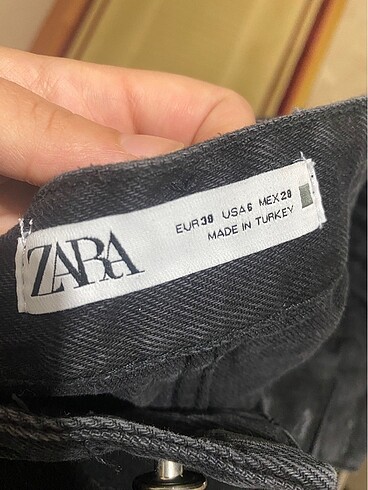 ZARA
EUR 38 USA 6 MEX 28
MADE IN TURKEY